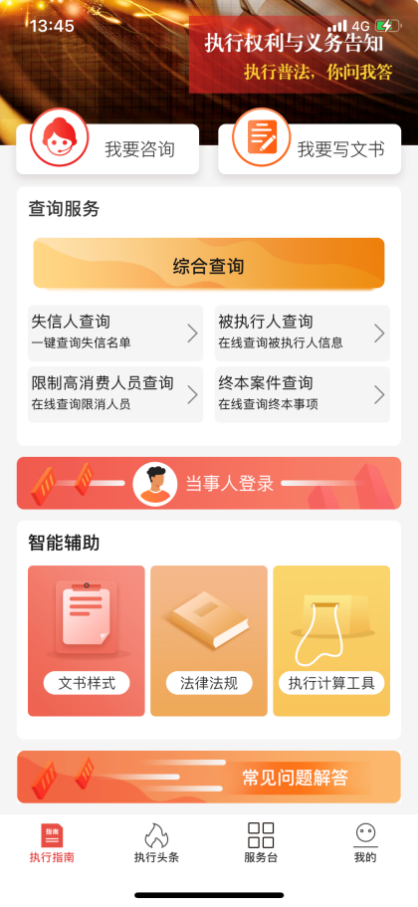 13:45
4G
执行权利与义务告知
执行普法，你问我答
我要咨询
我要写文书
查询服务
综合查询
失信人查询
一键查询失信名单
被执行人查询
在线查询被执行人信息
限制高消费人员查询
在线查询限消人员
终本案件查询
在线查询终本事项
当事人登录
智能辅助
文书样式
法律法规
执行计算工具
常见问题解答
指南
执行指南
执行头条
服务台
我的